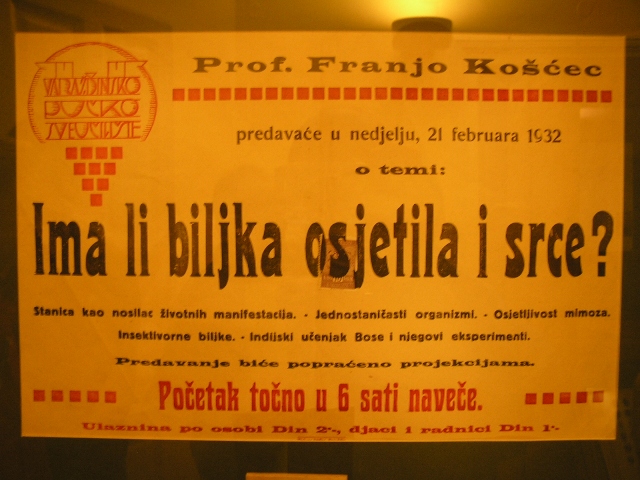 VARAŽDINSKO
PUČKO
SVEUČILIŠTE
Prof. Franjo Košćec
predavaće u nedjelju, 21 februara 1932
o temi:
Ima li biljka osjetila i srce?
Stanica kao nosilac životnih manifestacija. - Jednostaničasti organizmi. - Osjetljivost mimoza.
Insektivorne biljke. - Indijski učenjak Bose i njegovi eksperimenti.
Predavanje biće popraćeno projekcijama.
Početak točno u 6 sati naveče.
Ulaznina po osobi Din 2·-, djaci i radnici Din 1·-